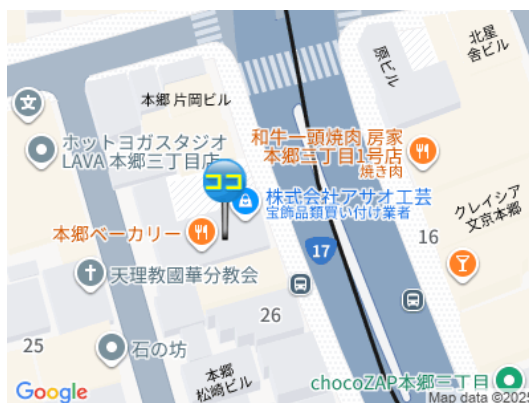 北星
舎ビル
原ビル
本郷 片岡ビル
ホットヨガスタジオ
LAVA 本郷三丁目店
和牛一頭焼肉 房家
本郷三丁目1号店
焼き肉
ココ
株式会社アサオ工芸
宝飾品類買い付け業者
クレイシア
文京本郷
本郷ベーカリー
16
17
天理教國華分教会
26
25
石の坊
本郷
松崎ビル
chocoZAP本郷三丁目
Google
Map data ©202
文